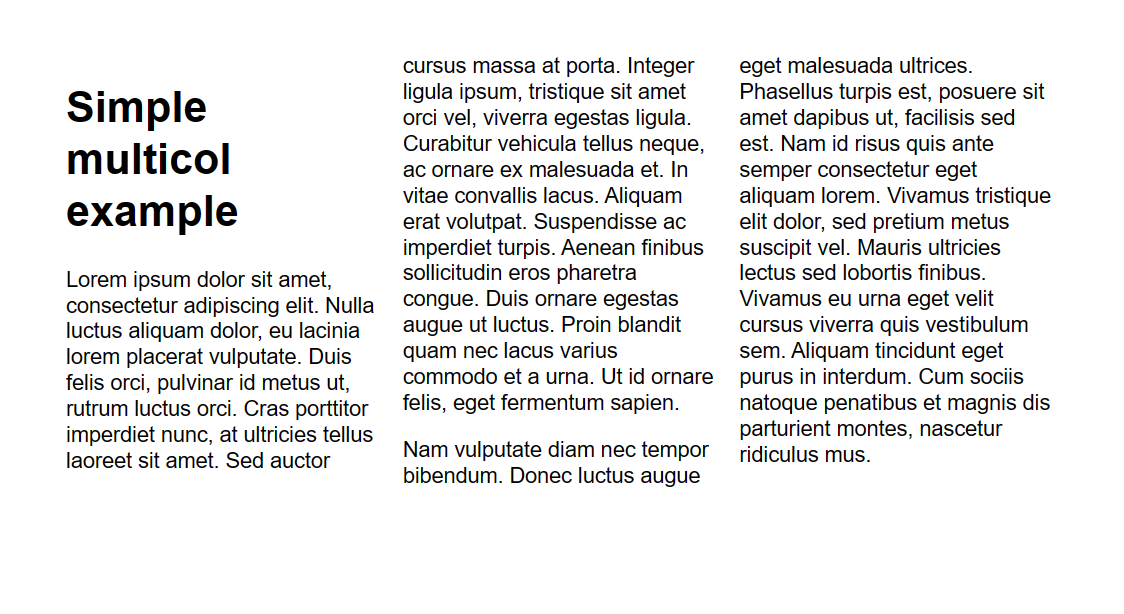 Simple
multicol
example
Lorem ipsum dolor sit amet,
consectetur adipiscing elit. Nulla
luctus aliquam dolor, eu lacinia
lorem placerat vulputate. Duis
felis orci, pulvinar id metus ut,
rutrum luctus orci. Cras porttitor
imperdiet nunc, at ultricies tellus
laoreet sit amet. Sed auctor
cursus massa at porta. Integer
ligula ipsum, tristique sit amet
orci vel, viverra egestas ligula.
Curabitur vehicula tellus neque,
ac ornare ex malesuada et. In
vitae convallis lacus. Aliquam
erat volutpat. Suspendisse ac
imperdiet turpis. Aenean finibus
sollicitudin eros pharetra
congue. Duis ornare egestas
augue ut luctus. Proin blandit
quam nec lacus varius
commodo et a urna. Ut id ornare
felis, eget fermentum sapien.
Nam vulputate diam nec tempor
bibendum. Donec luctus augue
eget malesuada ultrices.
Phasellus turpis est, posuere sit
amet dapibus ut, facilisis sed
est. Nam id risus quis ante
semper consectetur eget
aliquam lorem. Vivamus tristique
elit dolor, sed pretium metus
suscipit vel. Mauris ultricies
lectus sed lobortis finibus.
Vivamus eu urna eget velit
cursus viverra quis vestibulum
sem. Aliquam tincidunt eget
purus in interdum. Cum sociis
natoque penatibus et magnis dis
parturient montes, nascetur
ridiculus mus.